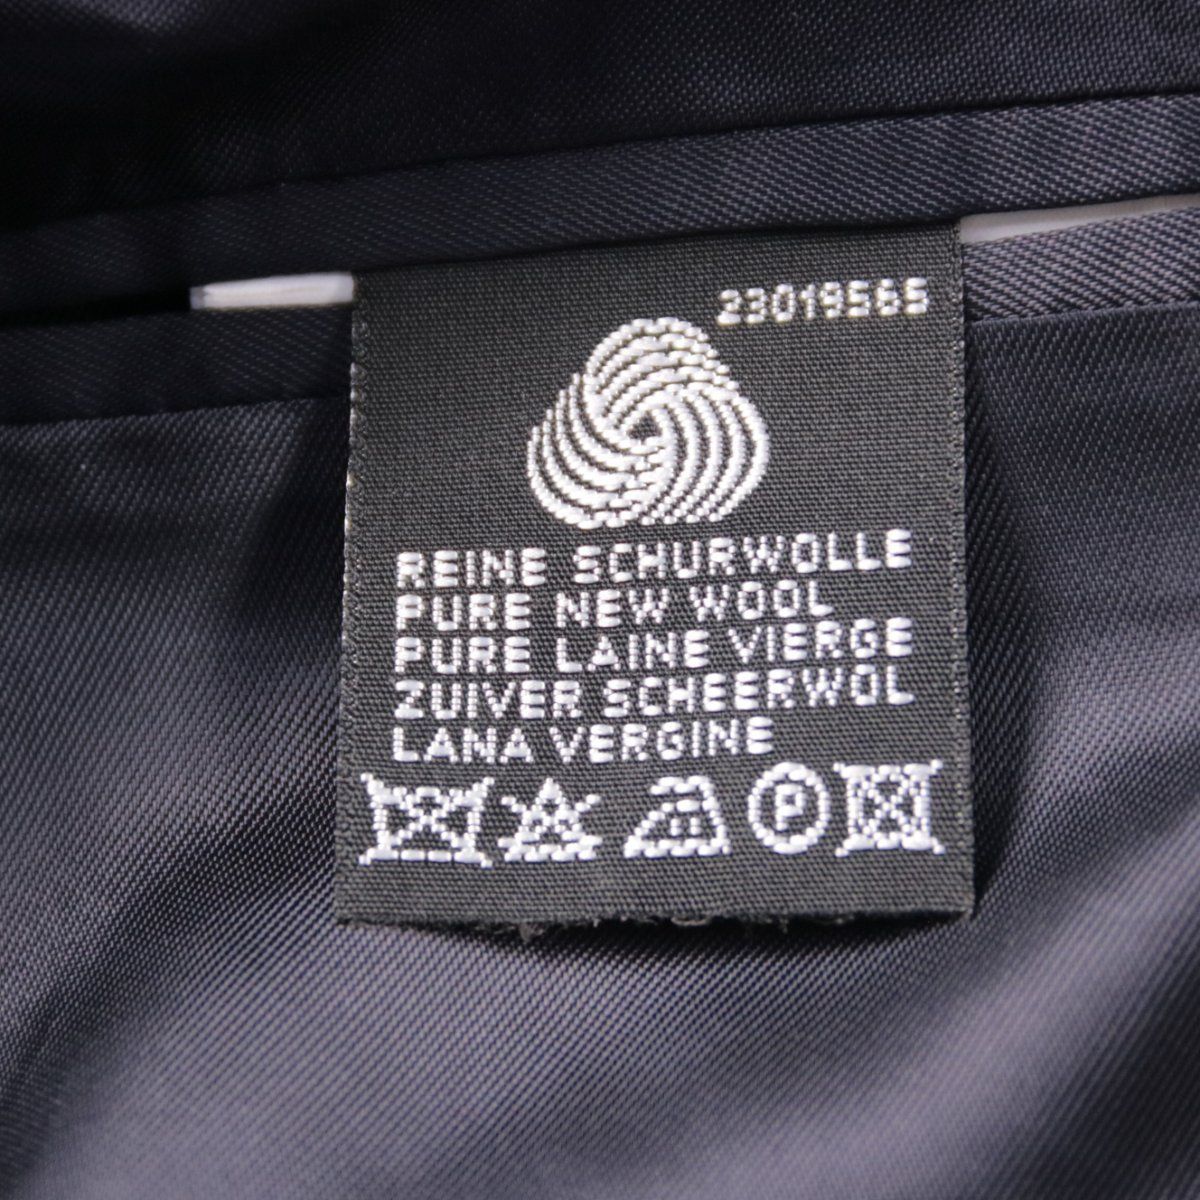 23019565
REINE SCHURWOLLE
PURE NEW WOOL
PURE LAINE VIERGE
ZUIVER SCHEERWOL
LANA VERGINE
P